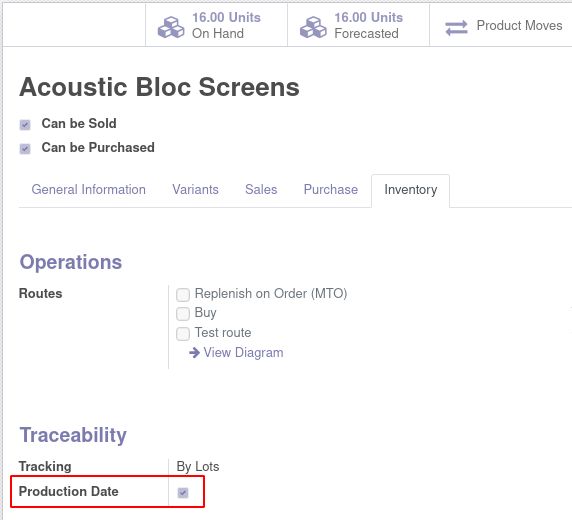 16.00 Units
On Hand
16.00 Units
Forecasted
Product Moves
Acoustic Bloc Screens
Can be Sold
Can be Purchased
General Information Variants Sales Purchase Inventory
Operations
Routes
Replenish on Order (MTO)
Buy
Test route
View Diagram
Traceability
Tracking By Lots
Production Date